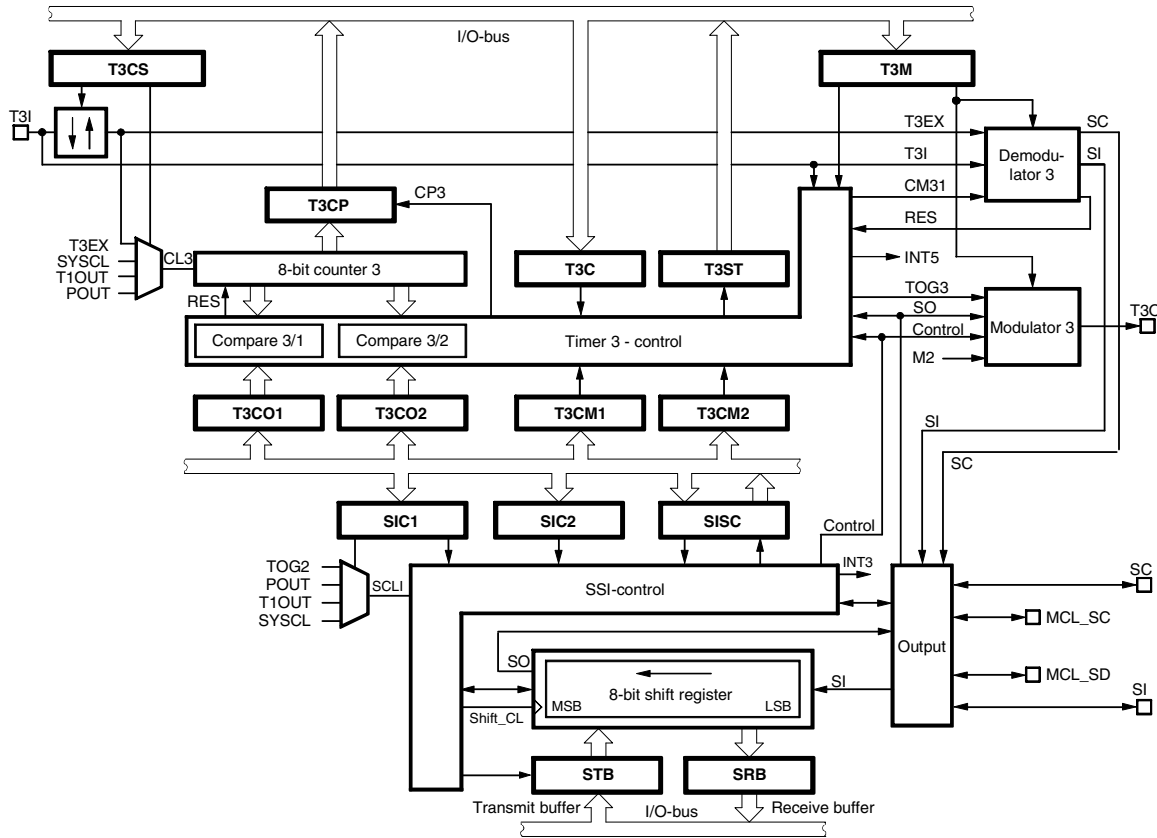 I/O-bus
T3CS
T3M
T3I
T3EX
SC
T3I
SI
Demodu-
lator 3
CM31
CP3
T3CP
RES
T3EX
SYSCL
T1OUT
POUT
CL3
8-bit counter 3
T3C
T3ST
INT5
RES
TOG3
SO
Control
M2
Modulator 3
T3O
Compare 3/1
Compare 3/2
Timer 3 - control
T3CO1
T3CO2
T3CM1
T3CM2
SI
SC
SIC1
SIC2
SISC
Control
TOG2
POUT
T1OUT
SYSCL
SCLI
SSI-control
INT3
SC
MCL_SC
Output
MCL_SD
SI
SO
8-bit shift register
MSB
LSB
SI
Shift_CL
STB
SRB
Transmit buffer
I/O-bus
Receive buffer